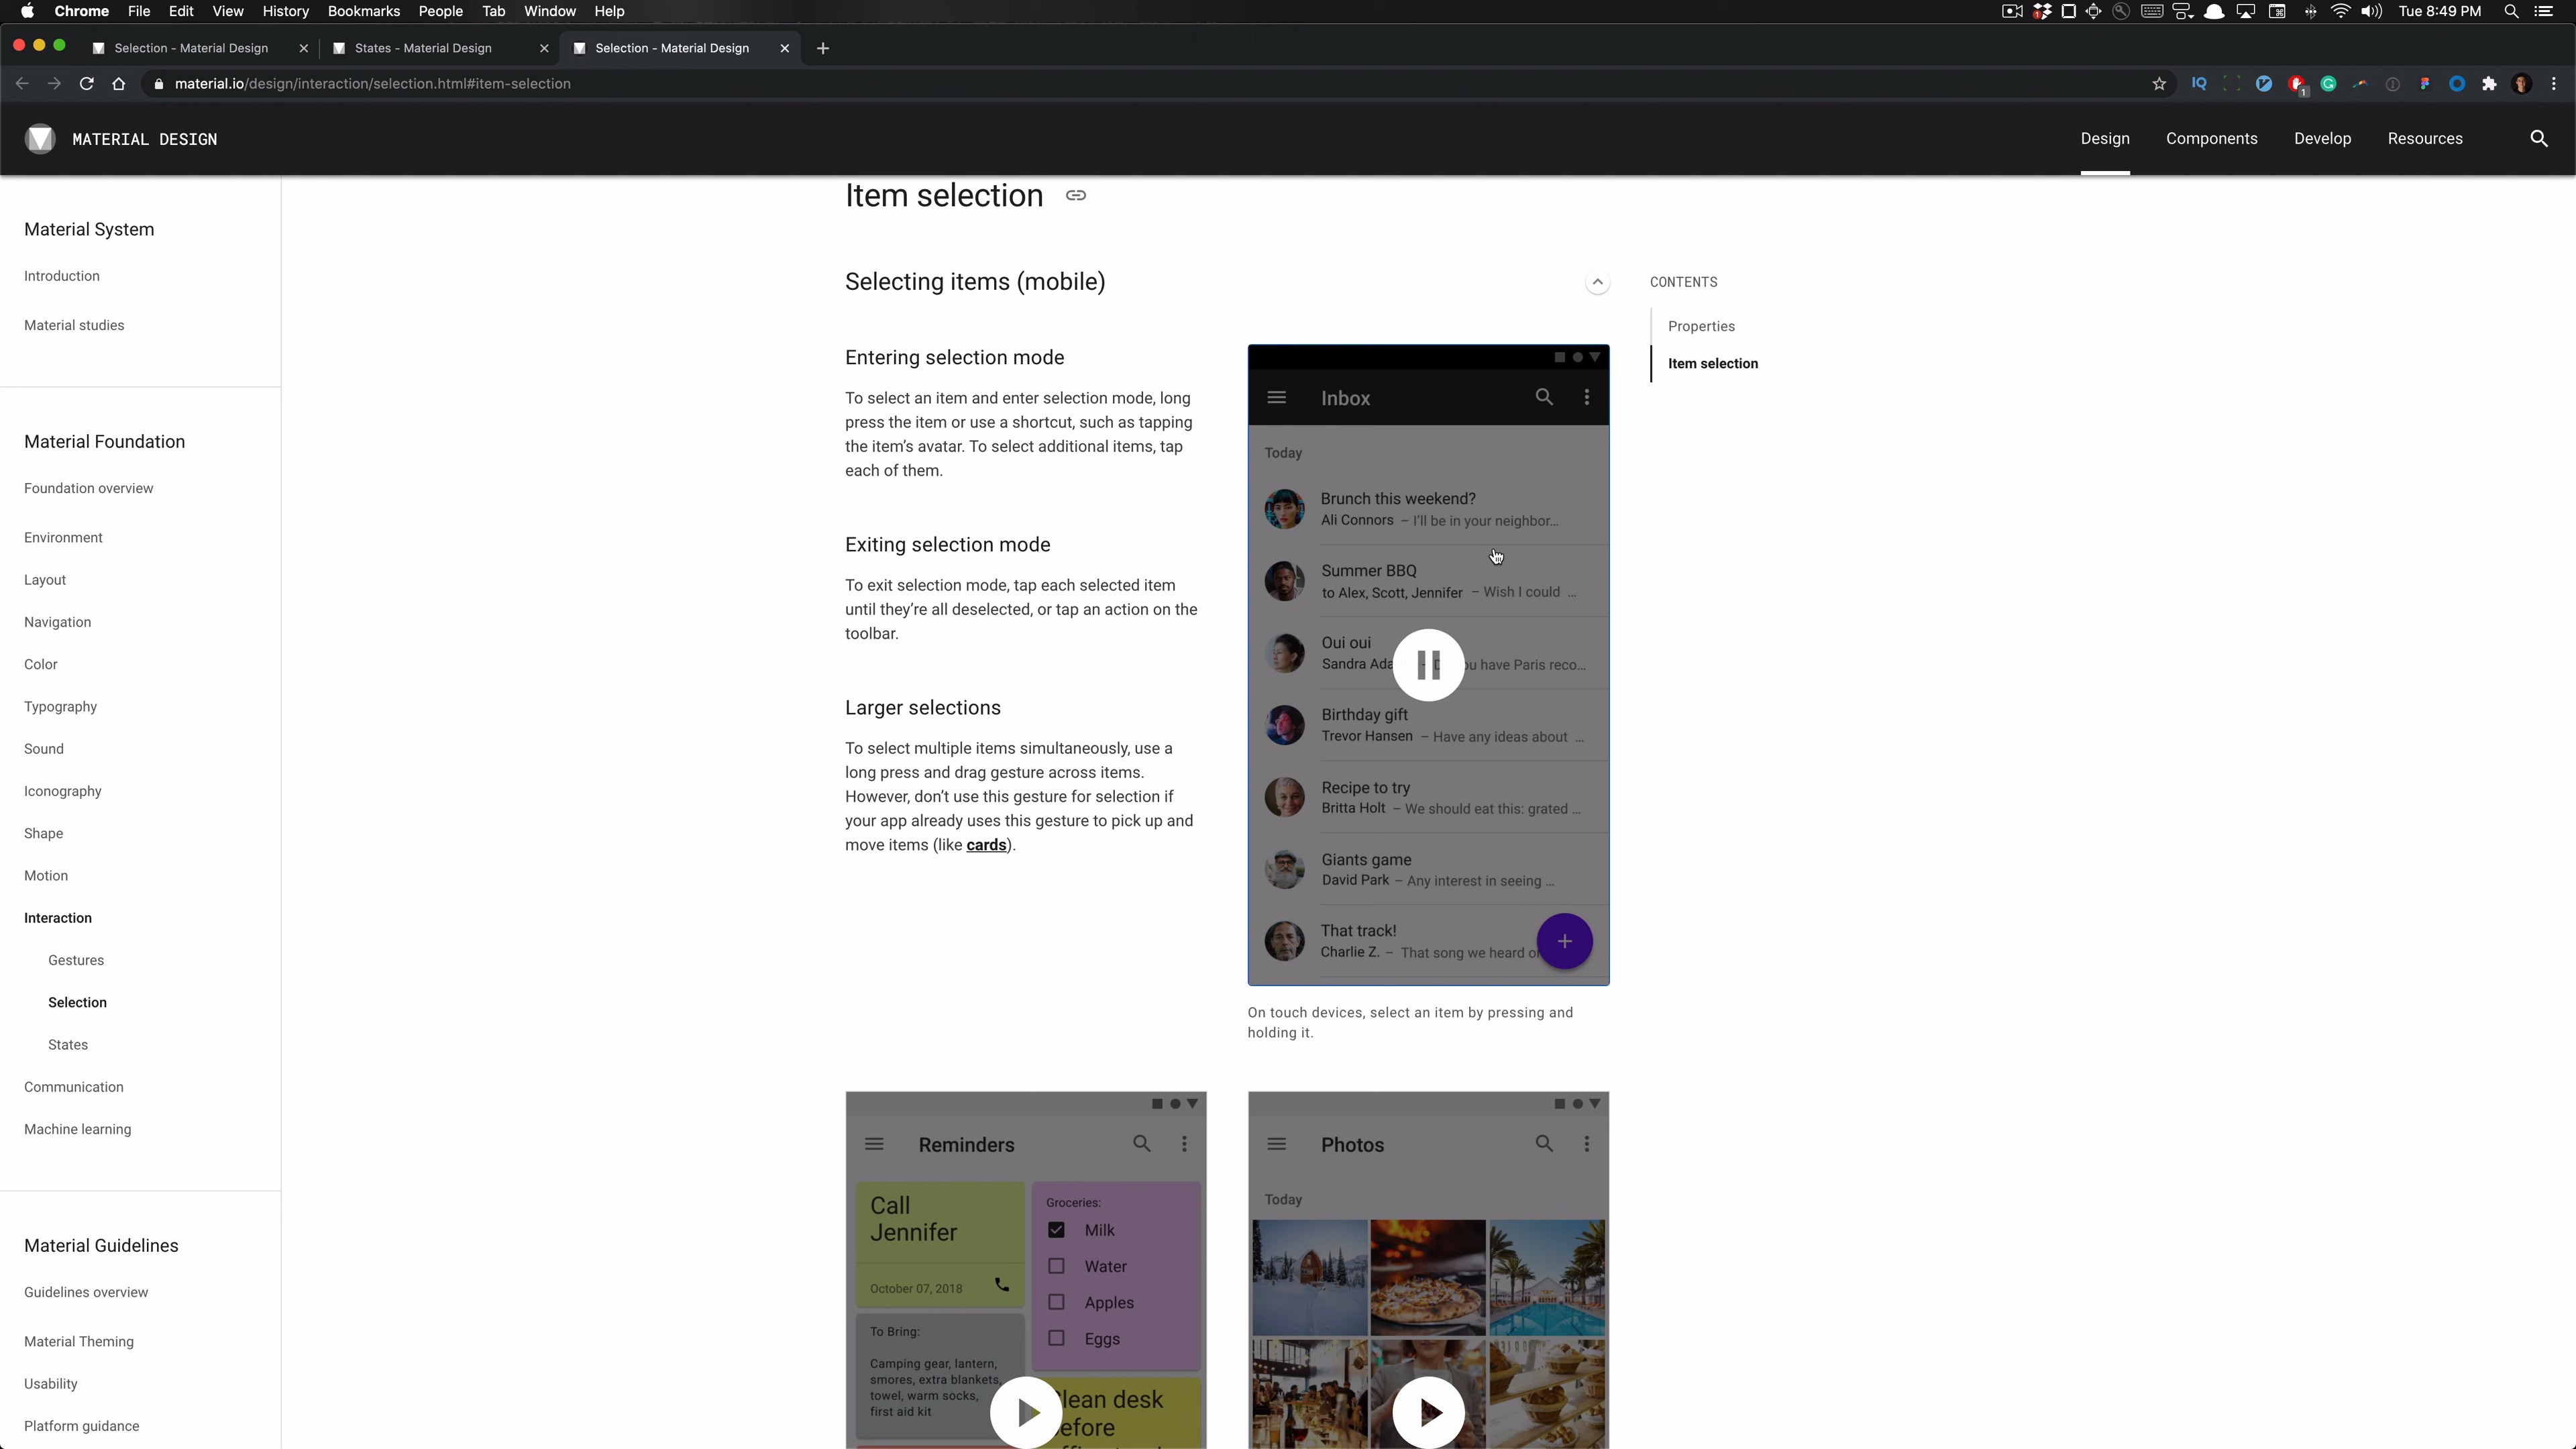 Chrome File Edit View History Bookmarks People Tab Window Help
Tue 8:49 PM
Selection - Material Design
States - Material Design
Selection - Material Design
material.io/design/interaction/selection.html#item-selection
IQ
1
MATERIAL DESIGN
Design Components Develop Resources
Material System
Introduction
Material studies
Material Foundation
Foundation overview
Environment
Layout
Navigation
Color
Typography
Sound
Iconography
Shape
Motion
Interaction
Gestures
Selection
States
Communication
Machine learning
Material Guidelines
Guidelines overview
Material Theming
Usability
Platform guidance
Item selection
Selecting items (mobile)
Entering selection mode
To select an item and enter selection mode, long
press the item or use a shortcut, such as tapping
the item’s avatar. To select additional items, tap
each of them.
Exiting selection mode
To exit selection mode, tap each selected item
until they’re all deselected, or tap an action on the
toolbar.
Larger selections
To select multiple items simultaneously, use a
long press and drag gesture across items.
However, don’t use this gesture for selection if
your app already uses this gesture to pick up and
move items (like cards).
Inbox
Today
Brunch this weekend?
Ali Connors – I’ll be in your neighbor…
Summer BBQ
to Alex, Scott, Jennifer – Wish I could …
Oui oui
Sandra have Paris reco…
Birthday gift
Trevor Hansen – Have any ideas about …
Recipe to try
Britta Holt – We should eat this: grated …
Giants game
David Park – Any interest in seeing …
That track!
Charlie Z. – That song we heard
On touch devices, select an item by pressing and
holding it.
CONTENTS
Properties
Item selection
Reminders
Call
Jennifer
October 07, 2018
Groceries:
Milk
Water
Apples
Eggs
To Bring:
Camping gear, lantern,
smores, extra blankets,
towel, warm socks,
first aid kit
desk
Photos
Today